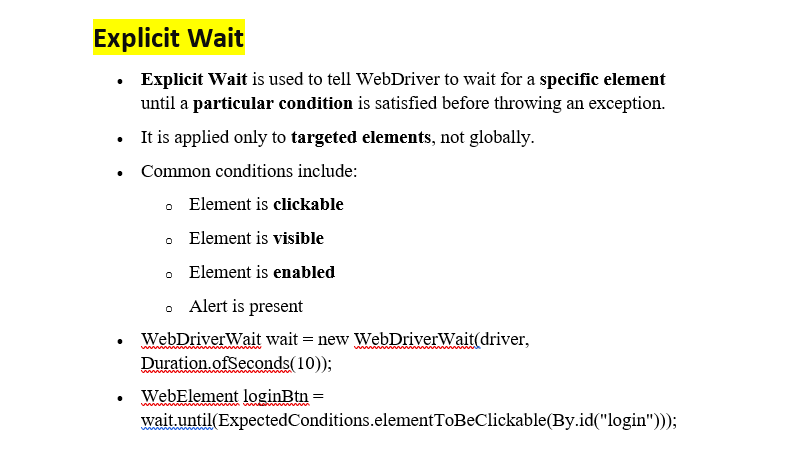 Explicit Wait
• Explicit Wait is used to tell WebDriver to wait for a specific element
until a particular condition is satisfied before throwing an exception.
• It is applied only to targeted elements, not globally.
• Common conditions include:
o Element is clickable
o Element is visible
o Element is enabled
o Alert is present
• WebDriverWait wait = new WebDriverWait(driver,
Duration.ofSeconds(10));
• WebElement loginBtn =
wait.until(ExpectedConditions.elementToBeClickable(By.id("login")));